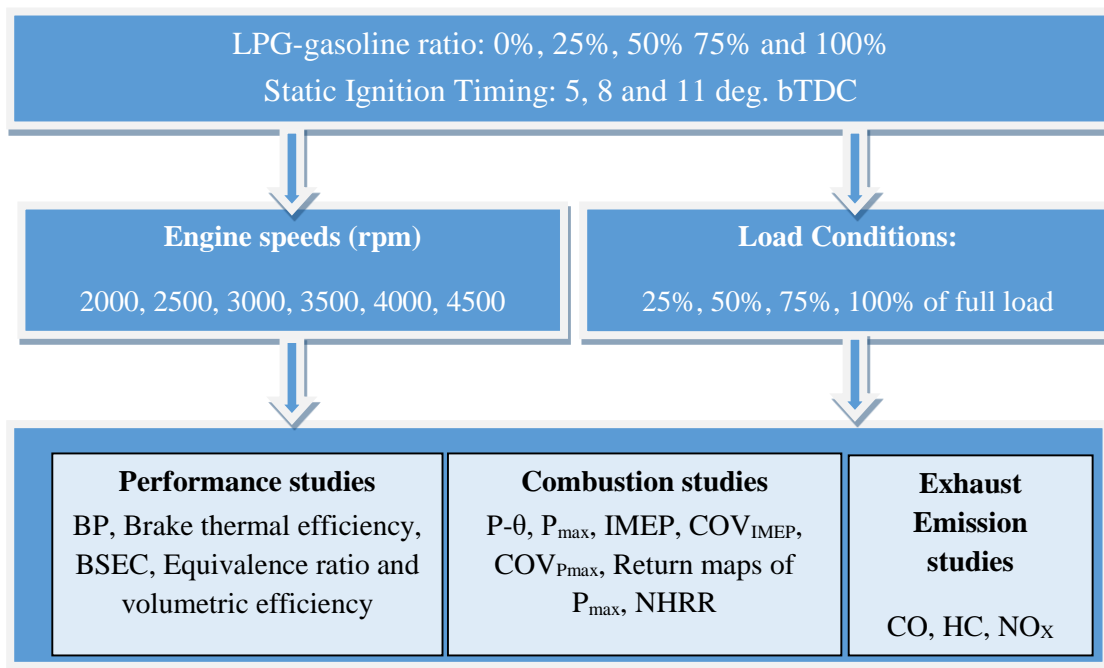 LPG-gasoline ratio: 0%, 25%, 50% 75% and 100%
Static Ignition Timing: 5, 8 and 11 deg. bTDC
Engine speeds (rpm)
2000, 2500, 3000, 3500, 4000, 4500
Load Conditions:
25%, 50%, 75%, 100% of full load
Performance studies
BP, Brake thermal efficiency,
BSEC, Equivalence ratio and
volumetric efficiency
Combustion studies
P-θ, Pmax, IMEP, COVIMEP,
COVPmax, Return maps of
Pmax, NHRR
Exhaust
Emission
studies
CO, HC, NOX